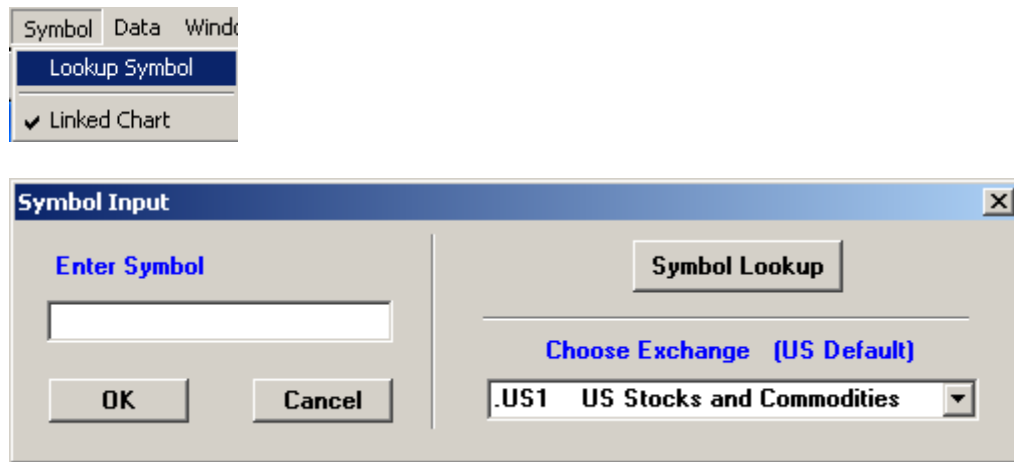 Symbol Data Windo
Lookup Symbol
Linked Chart
Symbol Input
Enter Symbol
Symbol Lookup
Choose Exchange (US Default)
OK Cancel
.US1 US Stocks and Commodities